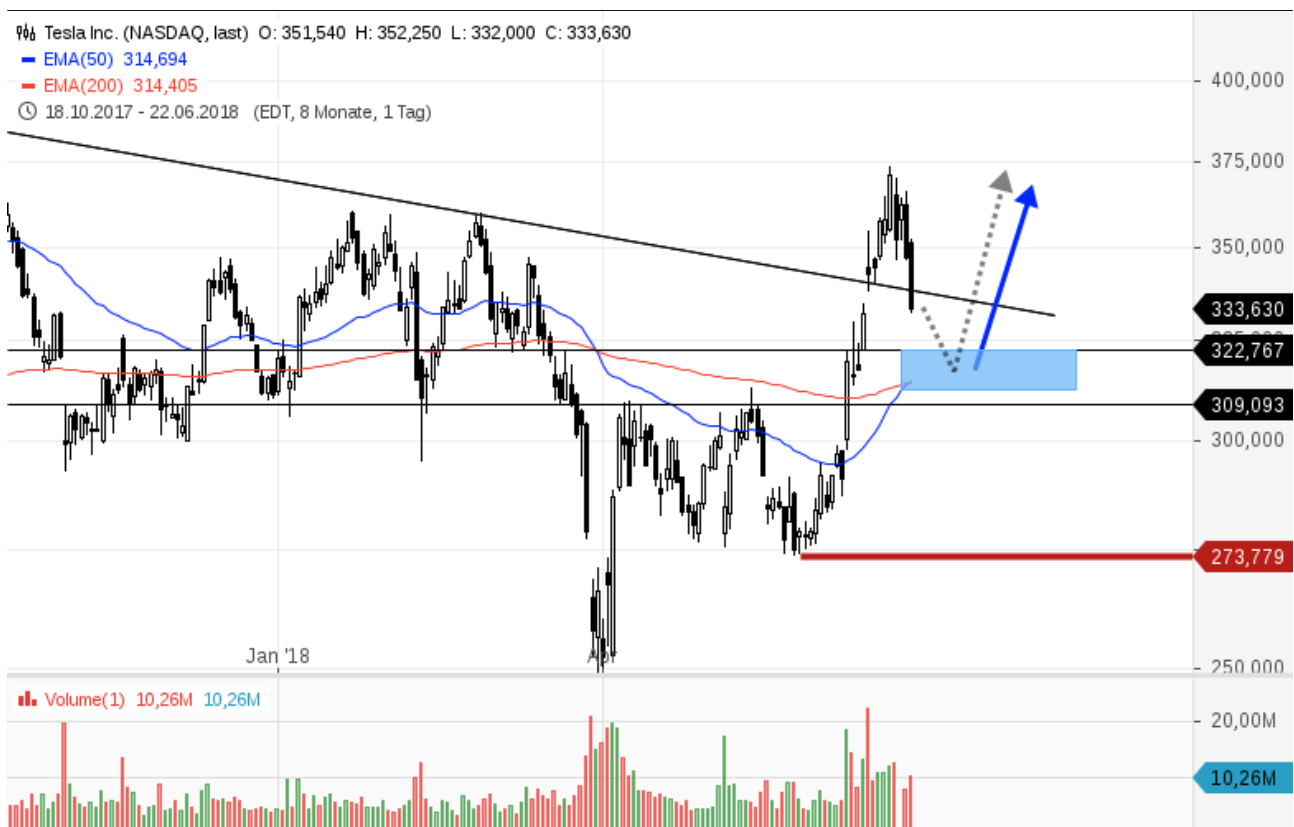 Tesla Inc. (NASDAQ, last) O: 351,540 H: 352,250 L: 332,000 C: 333,630
EMA(50) 314,694
EMA(200) 314,405
18.10.2017 - 22.06.2018 (EDT, 8 Monate, 1 Tag)
400,000
375,000
350,000
333,630
325,000
322,767
309,093
300,000
273,779
250,000
Jan '18
Apr
Volume(1) 10,26M 10,26M
20,00M
10,26M